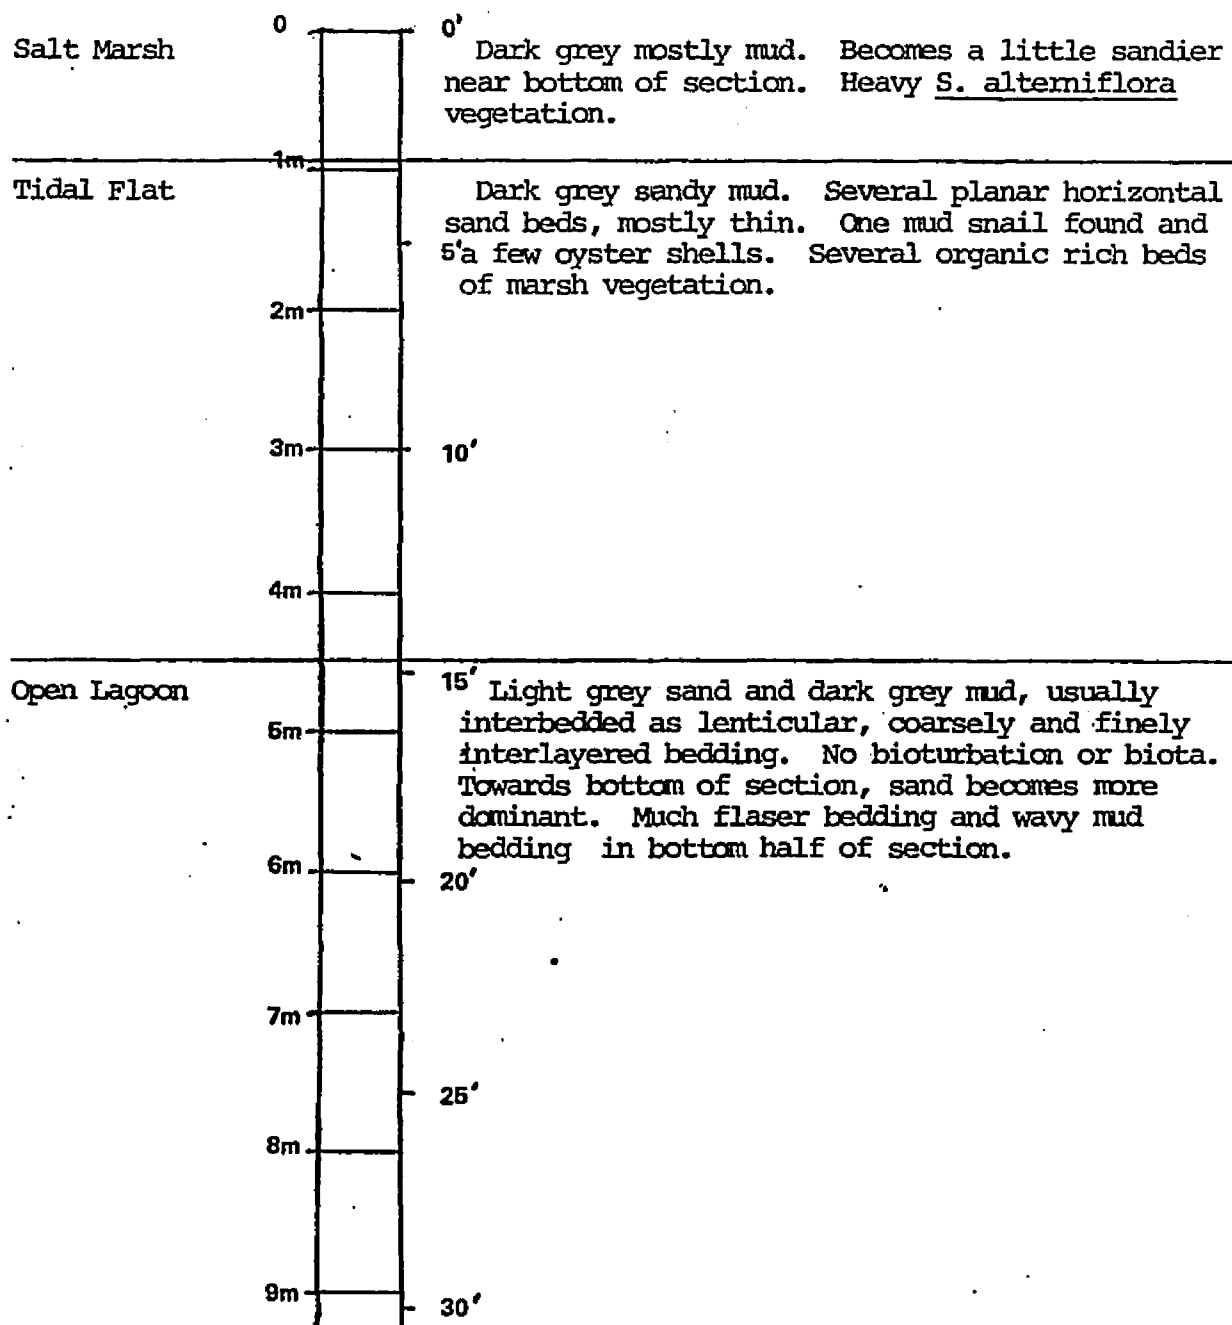 0 0'
Salt Marsh
Dark grey mostly mud. Becomes a little sandier
near bottom of section. Heavy S. alterniflora
vegetation.
1m
Tidal Flat
Dark grey sandy mud. Several planar horizontal
sand beds, mostly thin. One mud snail found and
5' a few oyster shells. Several organic rich beds
of marsh vegetation.
2m
3m 10'
4m
Open Lagoon
15' Light grey sand and dark grey mud, usually
interbedded as lenticular, coarsely and finely
interlayered bedding. No bioturbation or biota.
Towards bottom of section, sand becomes more
dominant. Much flaser bedding and wavy mud
bedding in bottom half of section.
5m
6m 20'
7m
25'
8m
9m 30'